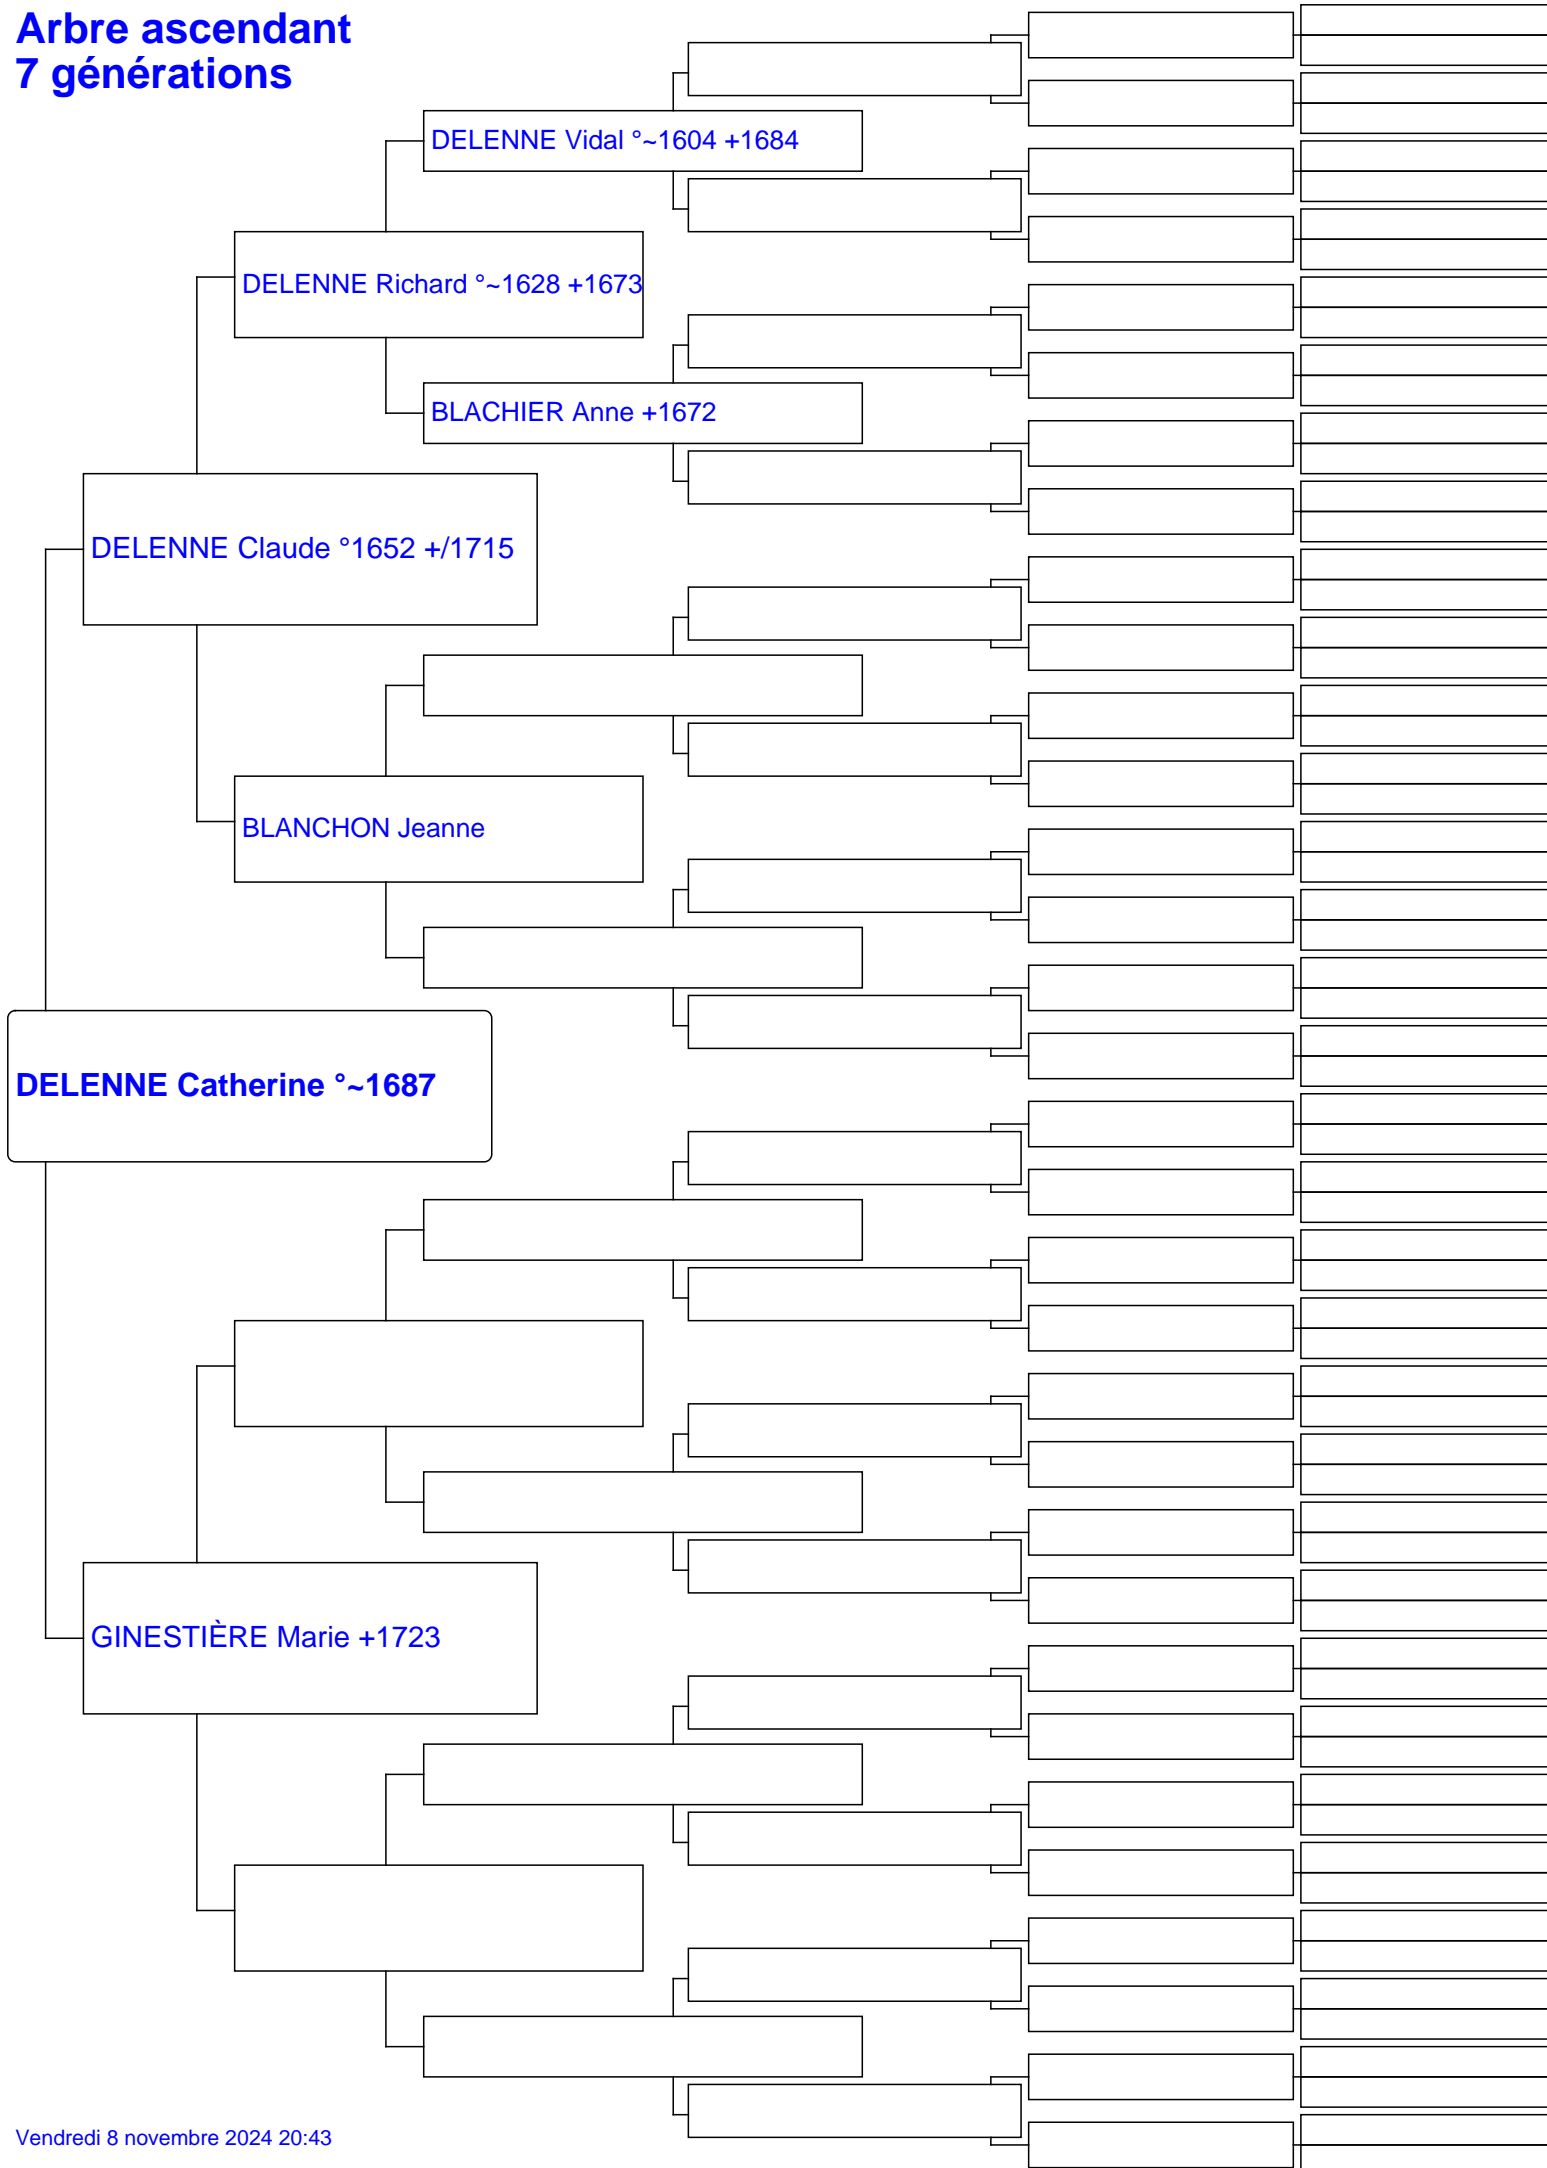 Arbre ascendant
7 générations
DELENNE Vidal °~1604 +1684
DELENNE Richard °~1628 +1673
BLACHIER Anne +1672
DELENNE Claude °1652 +/1715
BLANCHON Jeanne
DELENNE Catherine °~1687
GINESTIÈRE Marie +1723
Vendredi 8 novembre 2024 20:43